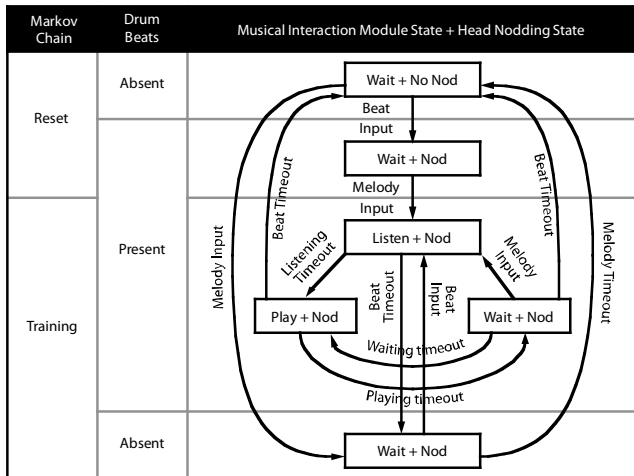 Markov Chain
Drum Beats
Musical Interaction Module State + Head Nodding State
Absent
Wait + No Nod
Beat
Input
Reset
Wait + Nod
Melody
Input
Beat Timeout
Beat Timeout
Present
Listen + Nod
Melody Input
Listening Timeout
Beat Timeout
Beat Input
Melody Input
Melody Timeout
Training
Play + Nod
Wait + Nod
Waiting timeout
Playing timeout
Absent
Wait + Nod